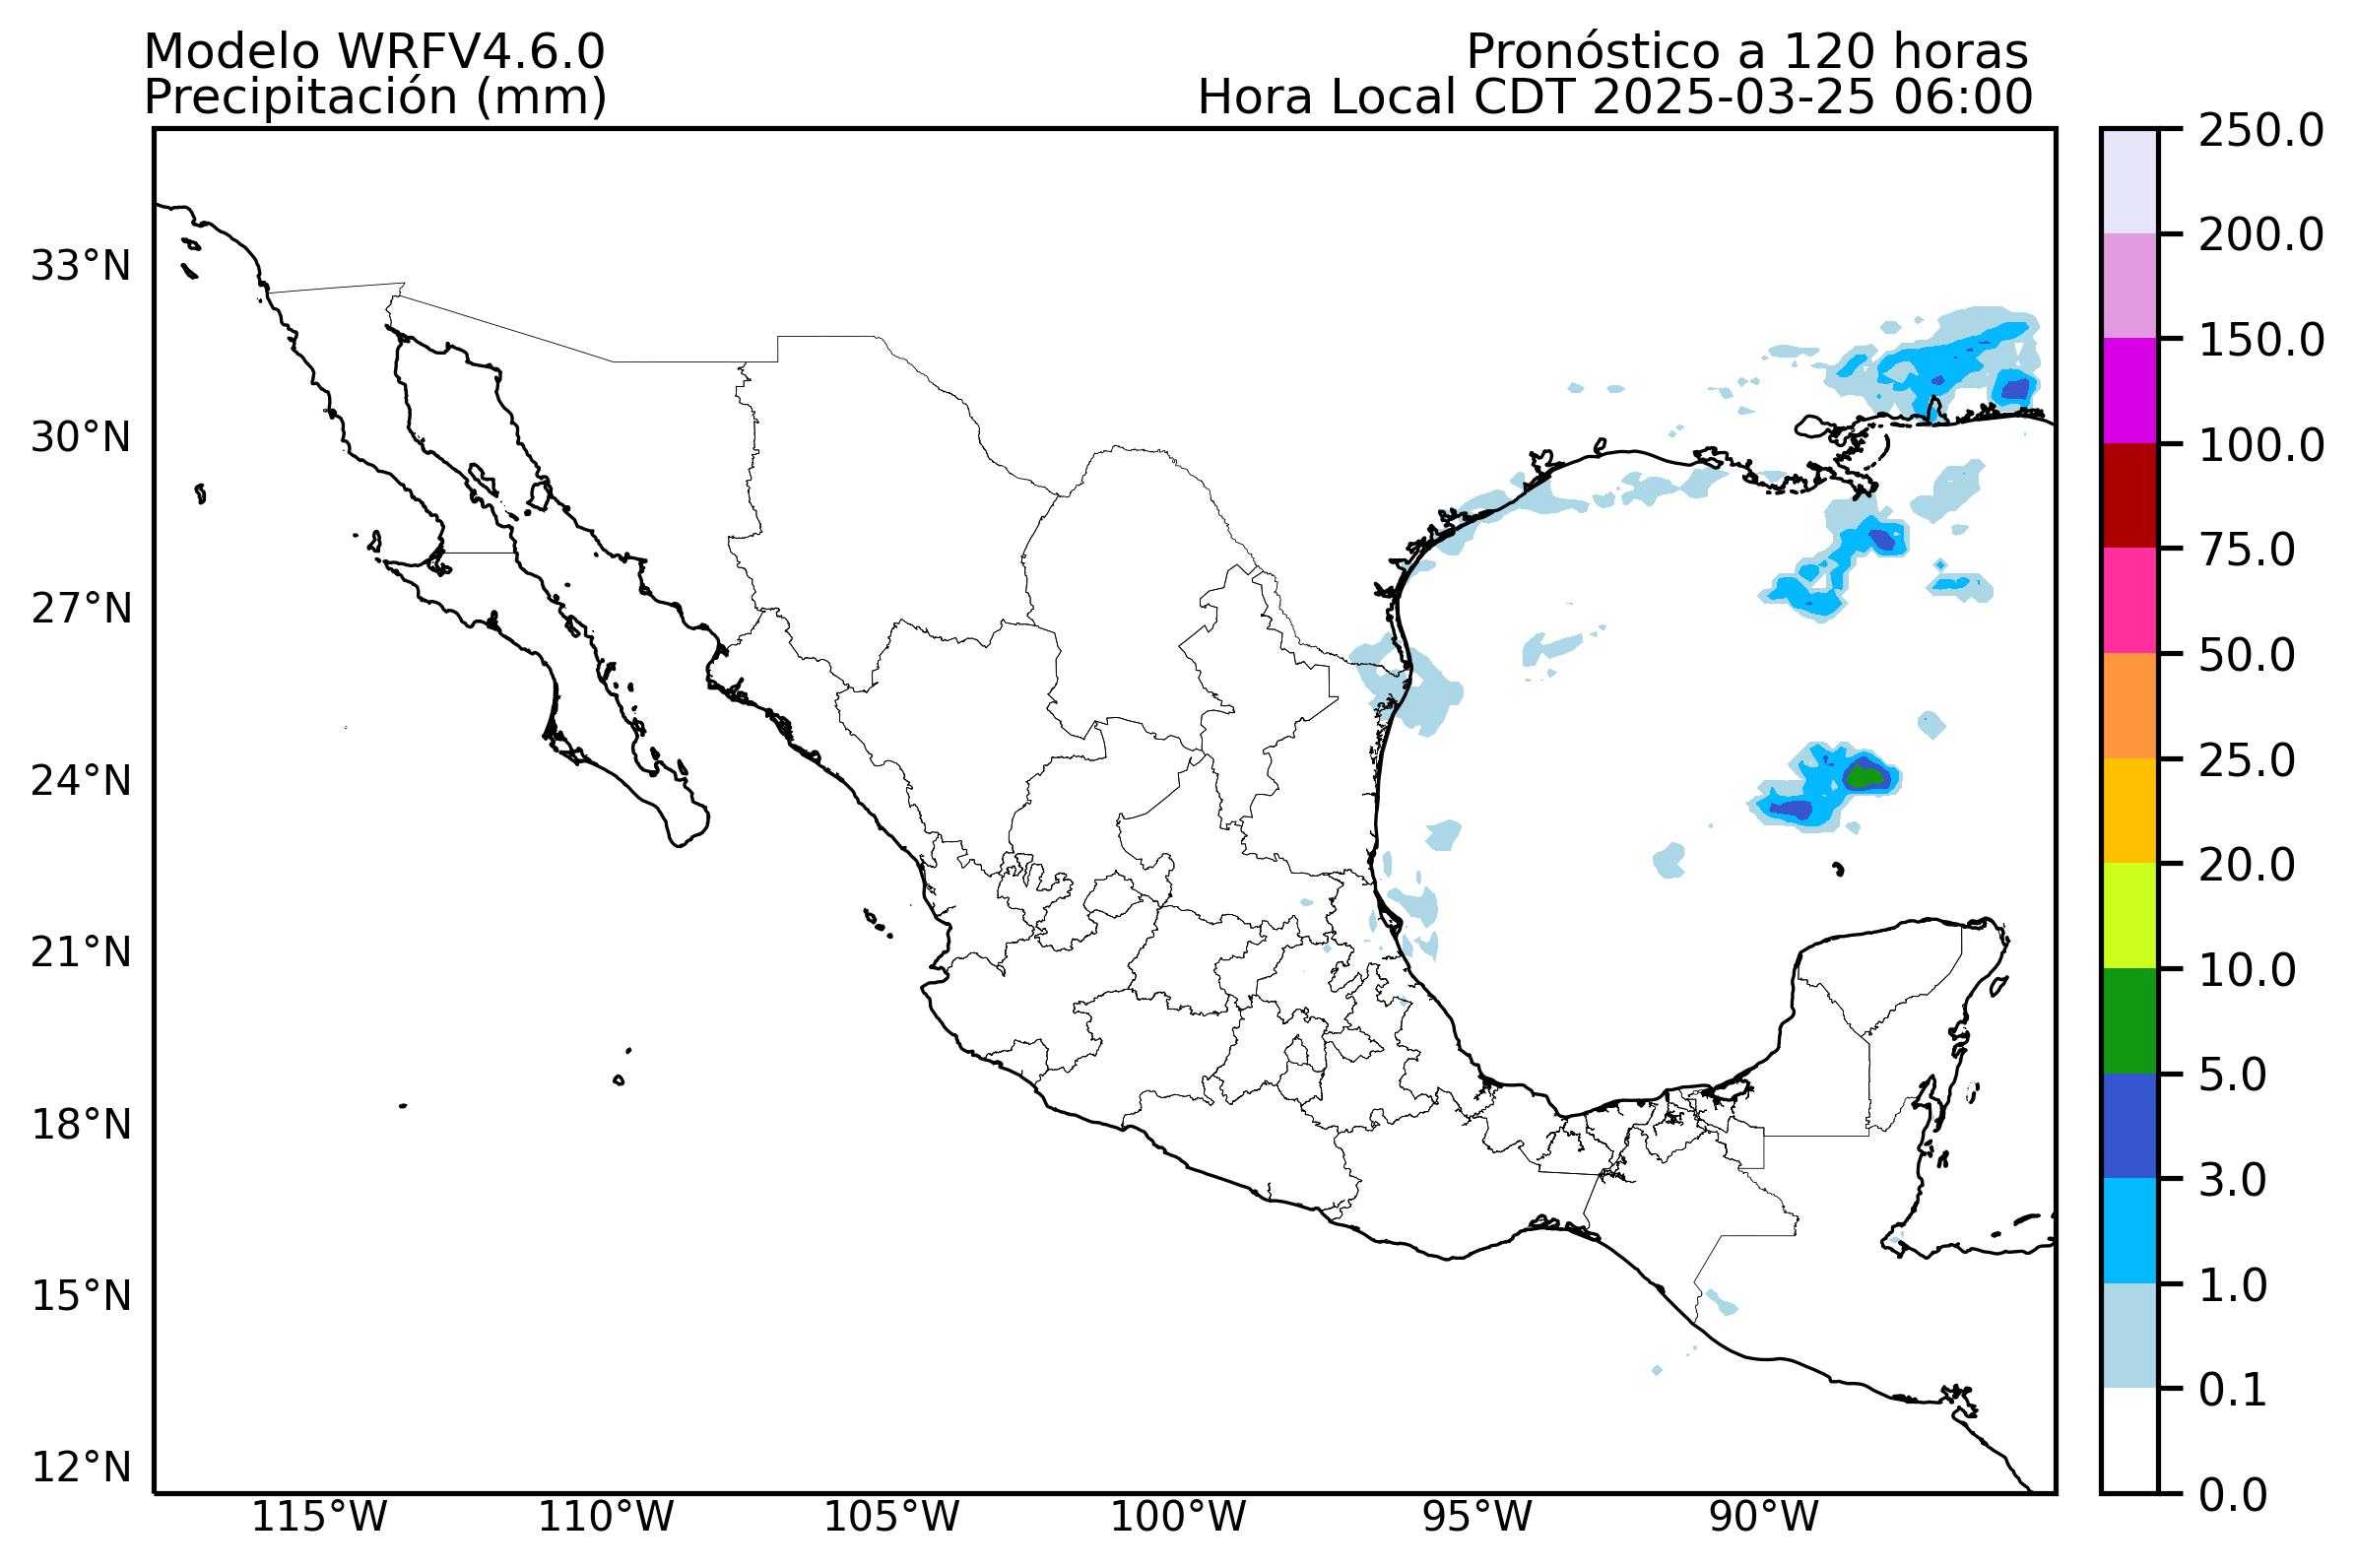 Modelo WRFV4.6.0
Precipitación (mm)
Pronóstico a 120 horas
Hora Local CDT 2025-03-25 06:00
33°N
30°N
27°N
24°N
21°N
18°N
15°N
12°N
115°W
110°W
105°W
100°W
95°W
90°W
250.0
200.0
150.0
100.0
75.0
50.0
25.0
20.0
10.0
5.0
3.0
1.0
0.1
0.0